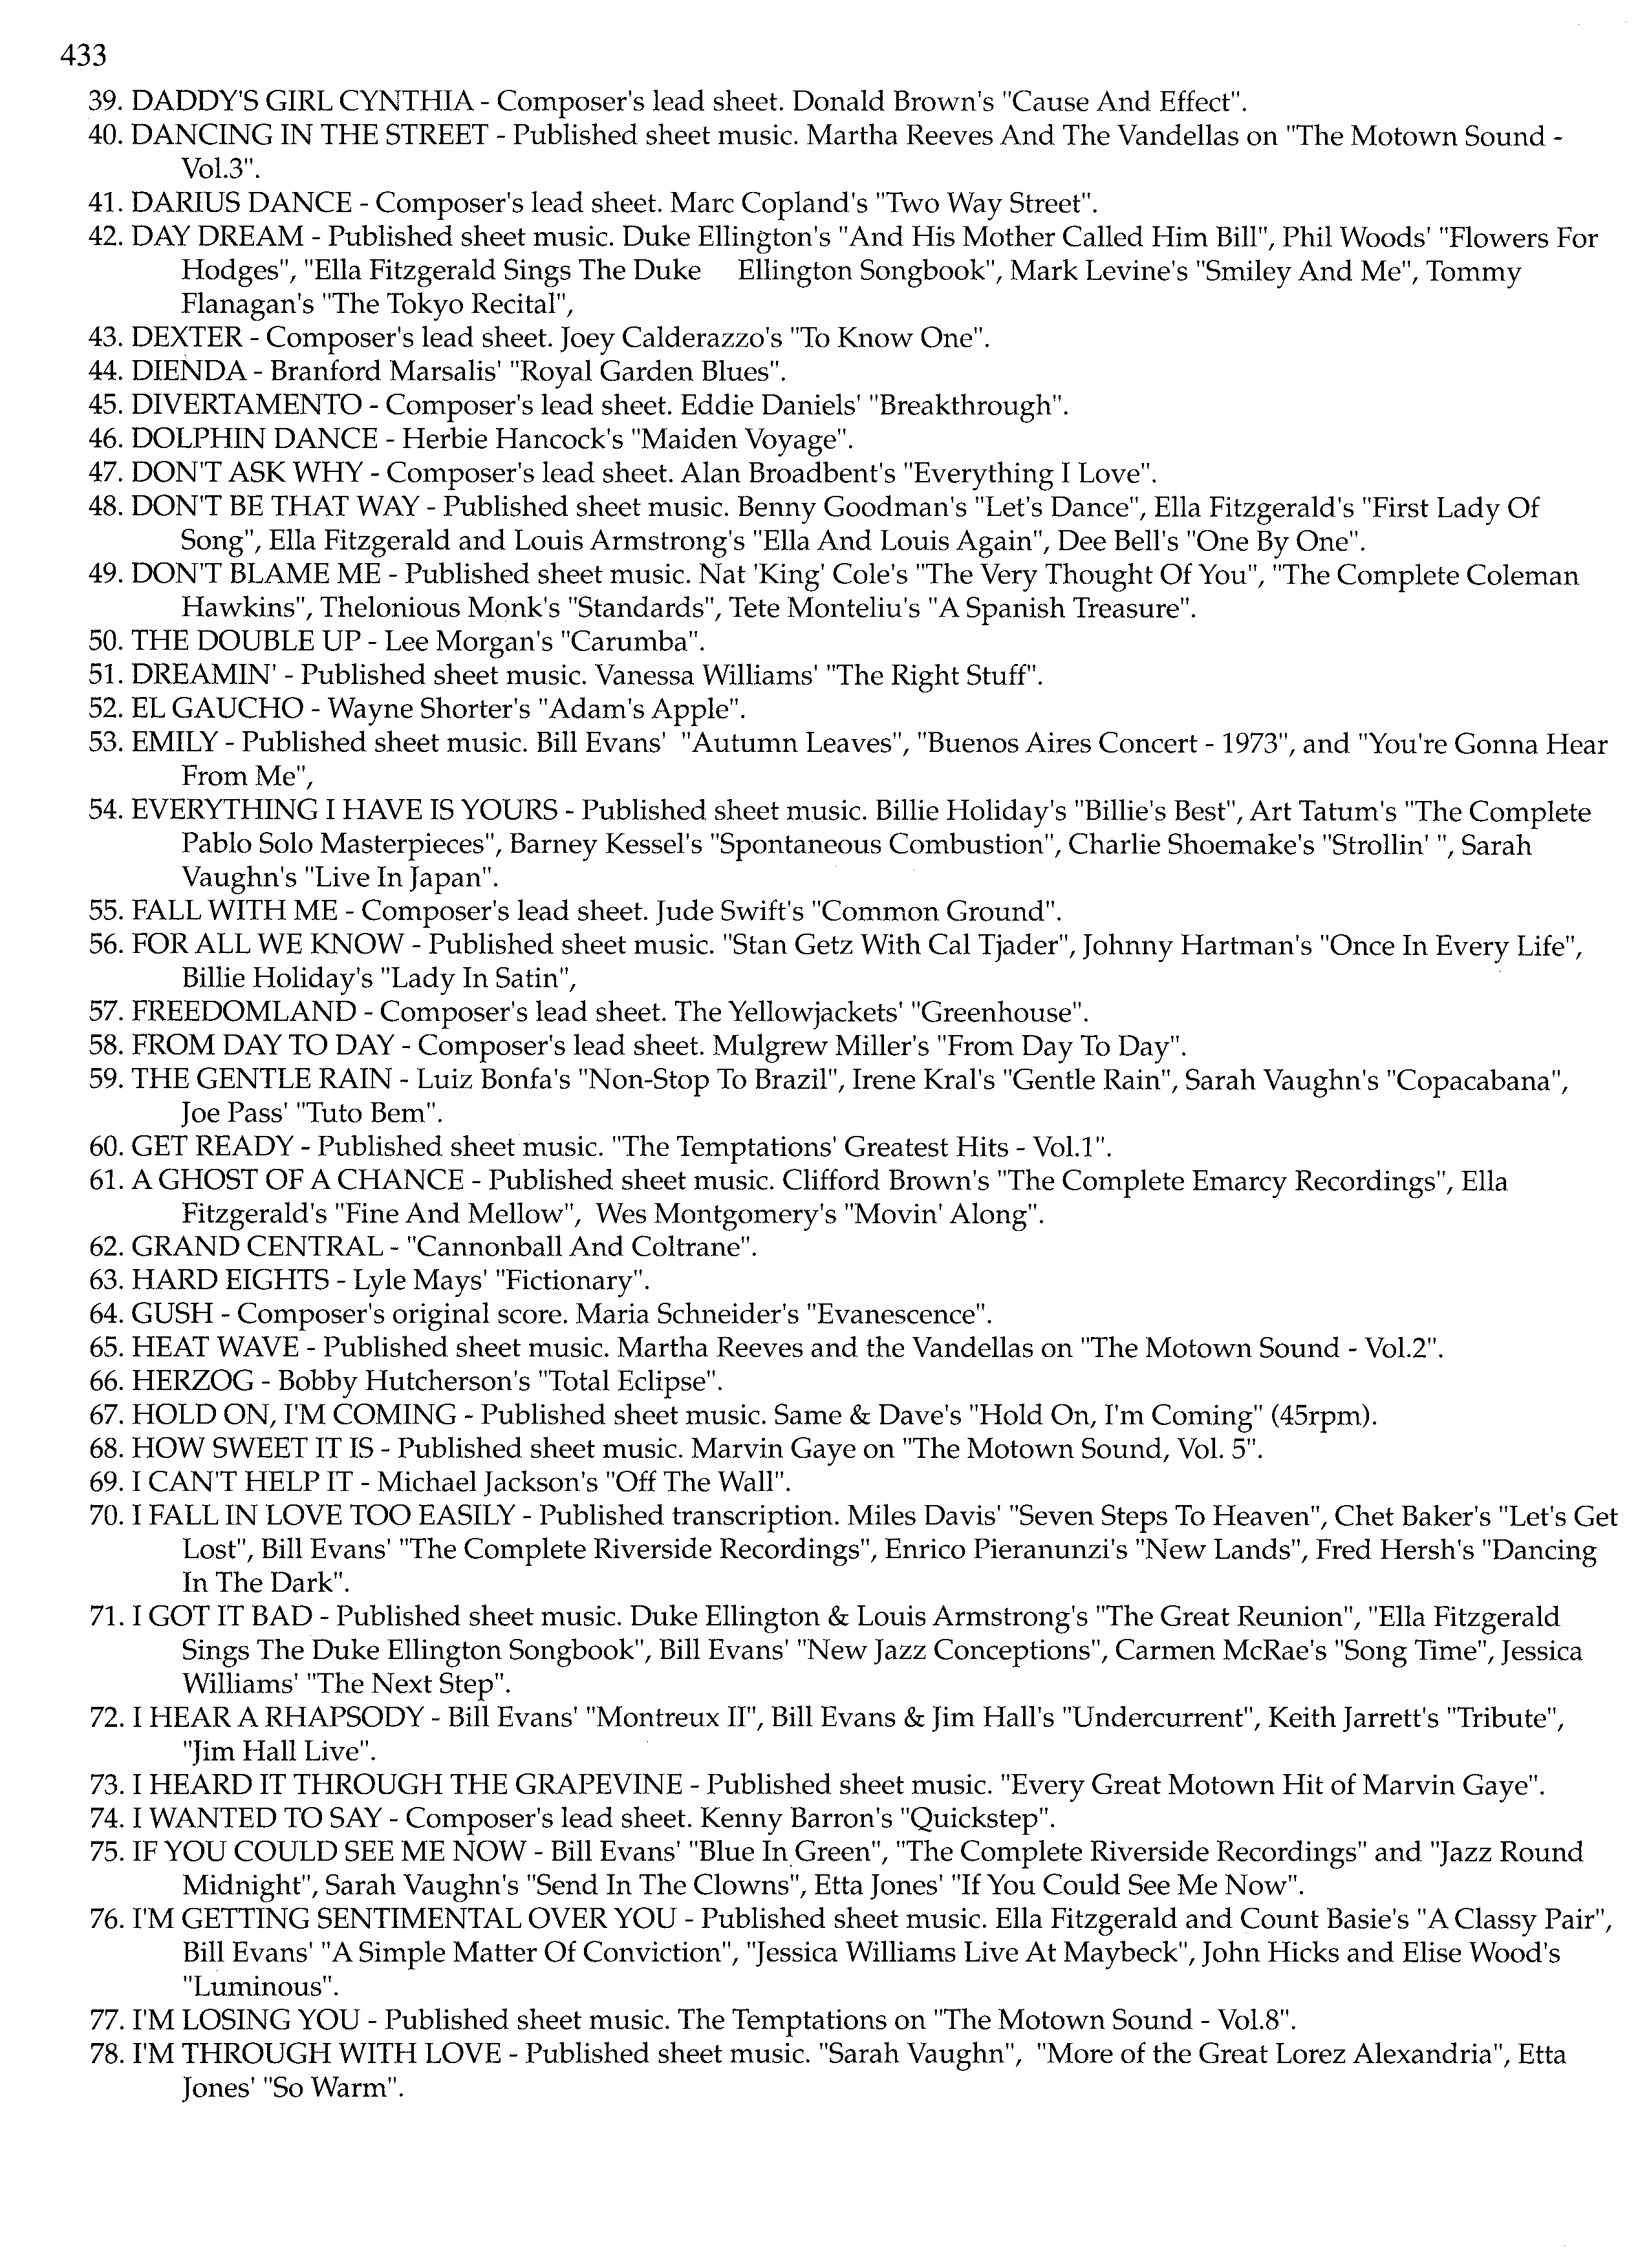 433
39. DADDY'S GIRL CYNTHIA - Composer's lead sheet. Donald Brown's "Cause And Effect".
40. DANCING IN THE STREET - Published sheet music. Martha Reeves And The Vandellas on "The Motown Sound -
Vol.3".
41. DARIUS DANCE - Composer's lead sheet. Marc Copland's "Two Way Street".
42. DAY DREAM - Published sheet music. Duke Ellington's "And His Mother Called Him Bill", Phil Woods' "Flowers For
Hodges", "Ella Fitzgerald Sings The Duke Ellington Songbook", Mark Levine's "Smiley And Me", Tommy
Flanagan's "The Tokyo Recital",
43. DEXTER - Composer's lead sheet. Joey Calderazzo's "To Know One".
44. DIENDA - Branford Marsalis' "Royal Garden Blues".
45. DIVERTAMENTO - Composer's lead sheet. Eddie Daniels' "Breakthrough".
46. DOLPHIN DANCE - Herbie Hancock's "Maiden Voyage".
47. DON'T ASK WHY - Composer's lead sheet. Alan Broadbent's "Everything I Love".
48. DON'T BE THAT WAY - Published sheet music. Benny Goodman's "Let's Dance", Ella Fitzgerald's "First Lady Of
Song", Ella Fitzgerald and Louis Armstrong's "Ella And Louis Again", Dee Bell's "One By One".
49. DON'T BLAME ME - Published sheet music. Nat 'King' Cole's "The Very Thought Of You", "The Complete Coleman
Hawkins", Thelonious Monk's "Standards", Tete Monteliu's "A Spanish Treasure".
50. THE DOUBLE UP - Lee Morgan's "Carumba".
51. DREAMIN' - Published sheet music. Vanessa Williams' "The Right Stuff".
52. EL GAUCHO - Wayne Shorter's "Adam's Apple".
53. EMILY - Published sheet music. Bill Evans' "Autumn Leaves", "Buenos Aires Concert - 1973", and "You're Gonna Hear
From Me",
54. EVERYTHING I HAVE IS YOURS - Published sheet music. Billie Holiday's "Billie's Best", Art Tatum's "The Complete
Pablo Solo Masterpieces", Barney Kessel's "Spontaneous Combustion", Charlie Shoemake's "Strollin' ", Sarah
Vaughn's "Live In Japan".
55. FALL WITH ME - Composer's lead sheet. Jude Swift's "Common Ground".
56. FOR ALL WE KNOW - Published sheet music. "Stan Getz With Cal Tjader", Johnny Hartman's "Once In Every Life",
Billie Holiday's "Lady In Satin",
57. FREEDOMLAND - Composer's lead sheet. The Yellowjackets' "Greenhouse".
58. FROM DAY TO DAY - Composer's lead sheet. Mulgrew Miller's "From Day To Day".
59. THE GENTLE RAIN - Luiz Bonfa's "Non-Stop To Brazil", Irene Kral's "Gentle Rain", Sarah Vaughn's "Copacabana",
Joe Pass' "Tuto Bem".
60. GET READY - Published sheet music. "The Temptations' Greatest Hits - Vol.1".
61. A GHOST OF A CHANCE - Published sheet music. Clifford Brown's "The Complete Emarcy Recordings", Ella
Fitzgerald's "Fine And Mellow", Wes Montgomery's "Movin' Along".
62. GRAND CENTRAL - "Cannonball And Coltrane".
63. HARD EIGHTS - Lyle Mays' "Fictionary".
64. GUSH - Composer's original score. Maria Schneider's "Evanescence".
65. HEAT WAVE - Published sheet music. Martha Reeves and the Vandellas on "The Motown Sound - Vol.2".
66. HERZOG - Bobby Hutcherson's "Total Eclipse".
67. HOLD ON, I'M COMING - Published sheet music. Same & Dave's "Hold On, I'm Coming" (45rpm).
68. HOW SWEET IT IS - Published sheet music. Marvin Gaye on "The Motown Sound, Vol. 5".
69. I CAN'T HELP IT - Michael Jackson's "Off The Wall".
70. I FALL IN LOVE TOO EASILY - Published transcription. Miles Davis' "Seven Steps To Heaven", Chet Baker's "Let's Get
Lost", Bill Evans' "The Complete Riverside Recordings", Enrico Pieranunzi's "New Lands", Fred Hersh's "Dancing
In The Dark".
71. I GOT IT BAD - Published sheet music. Duke Ellington & Louis Armstrong's "The Great Reunion", "Ella Fitzgerald
Sings The Duke Ellington Songbook", Bill Evans' "New Jazz Conceptions", Carmen McRae's "Song Time", Jessica
Williams' "The Next Step".
72. I HEAR A RHAPSODY - Bill Evans' "Montreux II", Bill Evans & Jim Hall's "Undercurrent", Keith Jarrett's "Tribute",
"Jim Hall Live".
73. I HEARD IT THROUGH THE GRAPEVINE - Published sheet music. "Every Great Motown Hit of Marvin Gaye".
74. I WANTED TO SAY - Composer's lead sheet. Kenny Barron's "Quickstep".
75. IF YOU COULD SEE ME NOW - Bill Evans' "Blue In Green", "The Complete Riverside Recordings" and "Jazz Round
Midnight", Sarah Vaughn's "Send In The Clowns", Etta Jones' "If You Could See Me Now".
76. I'M GETTING SENTIMENTAL OVER YOU - Published sheet music. Ella Fitzgerald and Count Basie's "A Classy Pair",
Bill Evans' "A Simple Matter Of Conviction", "Jessica Williams Live At Maybeck", John Hicks and Elise Wood's
"Luminous".
77. I'M LOSING YOU - Published sheet music. The Temptations on "The Motown Sound - Vol.8".
78. I'M THROUGH WITH LOVE - Published sheet music. "Sarah Vaughn", "More of the Great Lorez Alexandria", Etta
Jones' "So Warm".